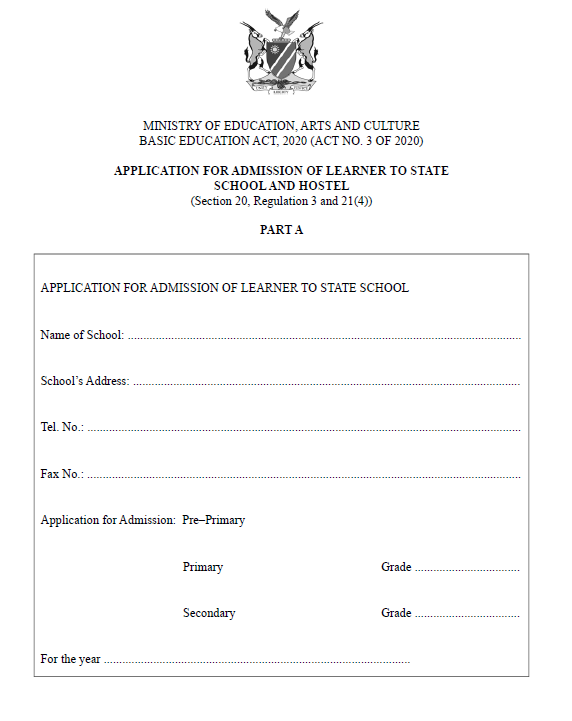 UNITY LIBERTY JUSTICE
MINISTRY OF EDUCATION, ARTS AND CULTURE
BASIC EDUCATION ACT, 2020 (ACT NO. 3 OF 2020)
APPLICATION FOR ADMISSION OF LEARNER TO STATE
SCHOOL AND HOSTEL
(Section 20, Regulation 3 and 21(4))
PART A
APPLICATION FOR ADMISSION OF LEARNER TO STATE SCHOOL
Name of School: ....................................................................................................................................
School’s Address: ..................................................................................................................................
Tel. No.: .................................................................................................................................................
Fax No.: .................................................................................................................................................
Application for Admission: Pre–Primary
Primary Grade ...................................
Secondary Grade ...................................
For the year ......................................................................................................